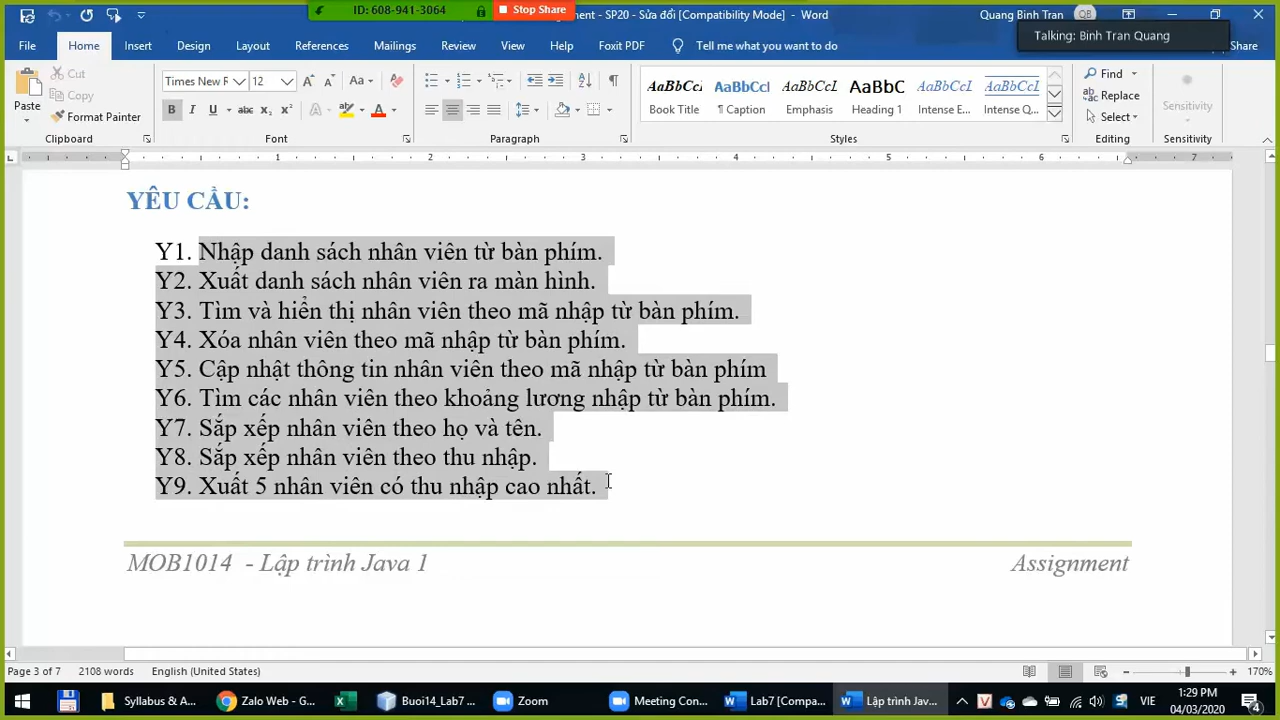 ID: 608-941-3064 Stop Share
gnment - SP20 - Sửa đổi [Compatibility Mode] - Word
Quang Binh Tran QB
Talking: Binh Tran Quang
File Home Insert Design Layout References Mailings Review View Help Foxit PDF Tell me what you want to do Share
Paste
Cut
Copy
Format Painter
Times New R 12
Clipboard Font Paragraph Styles Editing Sensitivity
AaBbCcI AaBbCcI AaBbCcI AaBbC AaBbCcI AaBbCcI
Book Title ¶ Caption Emphasis Heading 1 Intense E... Intense Q...
Find
Replace
Select
Sensitivity
1 2 3 4 5 6 7
YÊU CẦU:
Y1. Nhập danh sách nhân viên từ bàn phím.
Y2. Xuất danh sách nhân viên ra màn hình.
Y3. Tìm và hiển thị nhân viên theo mã nhập từ bàn phím.
Y4. Xóa nhân viên theo mã nhập từ bàn phím.
Y5. Cập nhật thông tin nhân viên theo mã nhập từ bàn phím
Y6. Tìm các nhân viên theo khoảng lương nhập từ bàn phím.
Y7. Sắp xếp nhân viên theo họ và tên.
Y8. Sắp xếp nhân viên theo thu nhập.
Y9. Xuất 5 nhân viên có thu nhập cao nhất.
MOB1014 - Lập trình Java 1 Assignment
Page 3 of 7 2108 words English (United States) 170%
Syllabus & A... Zalo Web - G... Buoi14_Lab7 ... Zoom Meeting Con... Lab7 [Compa... Lập trình Jav... VIE 1:29 PM
04/03/2020